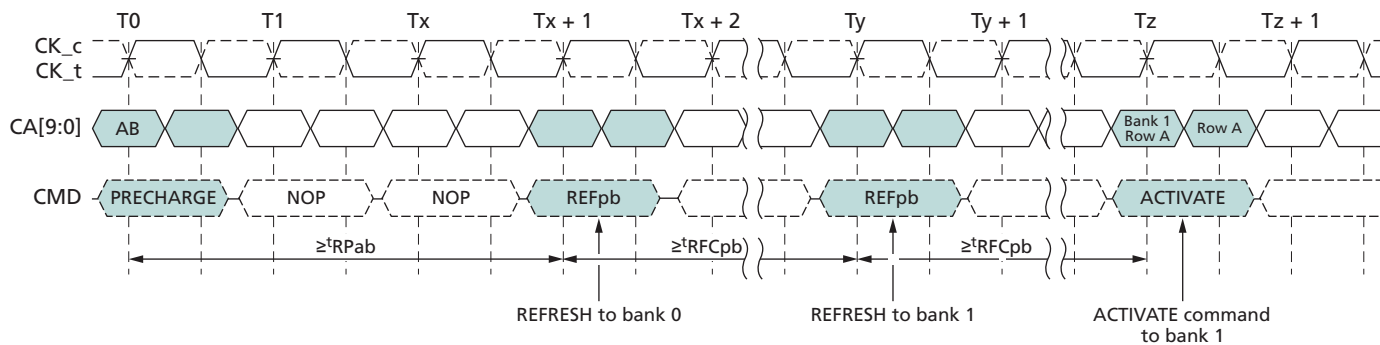 T0 T1 Tx Tx + 1 Tx + 2 Ty Ty + 1 Tz Tz + 1
CK_c
CK_t
CA[9:0] AB Bank 1 Row A Row A
CMD PRECHARGE NOP NOP REFpb REFpb ACTIVATE
≥tRPab ≥tRFCpb ≥tRFCpb
REFRESH to bank 0 REFRESH to bank 1 ACTIVATE command
to bank 1